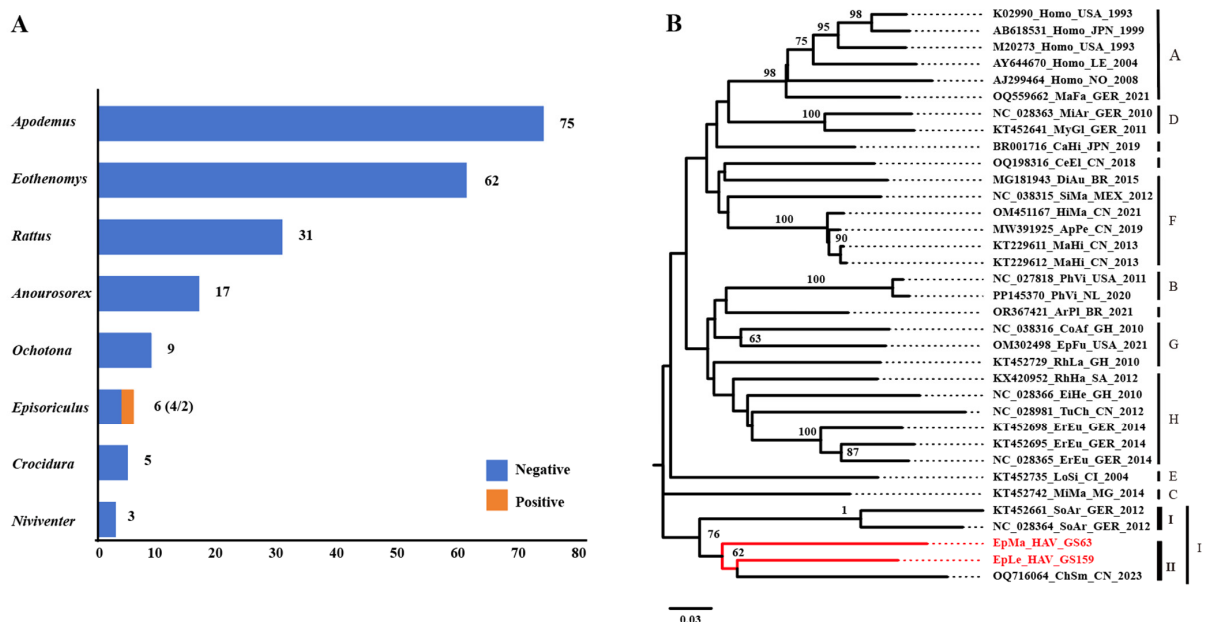 A
Apodemus 75
Eothenomys 62
Rattus 31
Anourosorex 17
Ochotona 9
Episoriculus 6 (4/2)
Crocidura 5
Niviventer 3
Negative
Positive
0 10 20 30 40 50 60 70 80
B
K02990_Homo_USA_1993
AB618531_Homo_JPN_1999
M20273_Homo_USA_1993
AY644670_Homo_LE_2004
AJ299464_Homo_NO_2008
OQ559662_MaFa_GER_2021
NC_028363_MiAr_GER_2010
KT452641_MyGl_GER_2011
BR001716_CaHi_JPN_2019
OQ198316_CeEl_CN_2018
MG181943_DiAu_BR_2015
NC_038315_SiMa_MEX_2012
OM451167_HiMa_CN_2021
MW391925_ApPe_CN_2019
KT229611_MaHi_CN_2013
KT229612_MaHi_CN_2013
NC_027818_PhVi_USA_2011
PP145370_PhVi_NL_2020
OR367421_ArPl_BR_2021
NC_038316_CoAf_GH_2010
OM302498_EpFu_USA_2021
KT452729_RhLa_GH_2010
KX420952_RhHa_SA_2012
NC_028366_EiHe_GH_2010
NC_028981_TuCh_CN_2012
KT452698_ErEu_GER_2014
KT452695_ErEu_GER_2014
NC_028365_ErEu_GER_2014
KT452735_LoSi_CI_2004
KT452742_MiMa_MG_2014
KT452661_SoAr_GER_2012
NC_028364_SoAr_GER_2012
EpMa_HAV_GS63
EpLe_HAV_GS159
OQ716064_ChSm_CN_2023
98
95
75
98
100
100
90
100
63
100
87
1
76
62
A
D
F
B
G
H
E
C
I
II
I
0.03